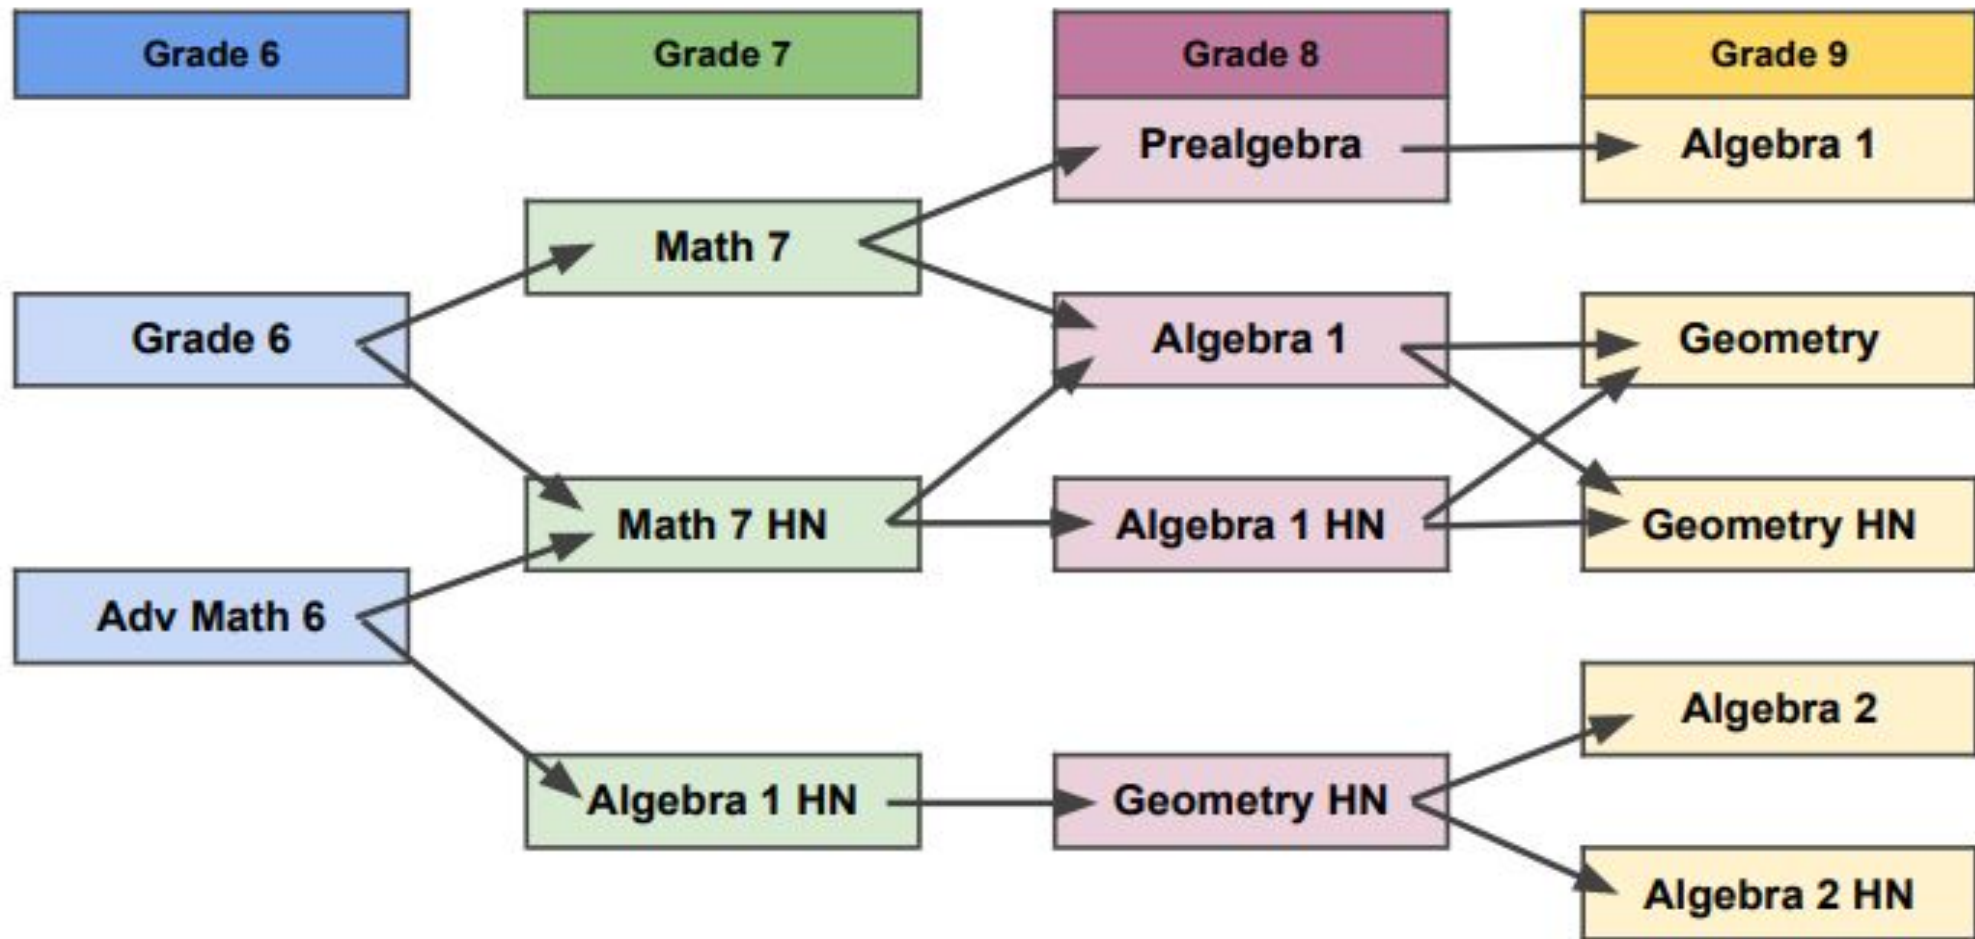 Grade 6
Grade 7
Grade 8
Grade 9
Prealgebra
Algebra 1
Math 7
Grade 6
Algebra 1
Geometry
Math 7 HN
Algebra 1 HN
Geometry HN
Adv Math 6
Algebra 2
Algebra 1 HN
Geometry HN
Algebra 2 HN